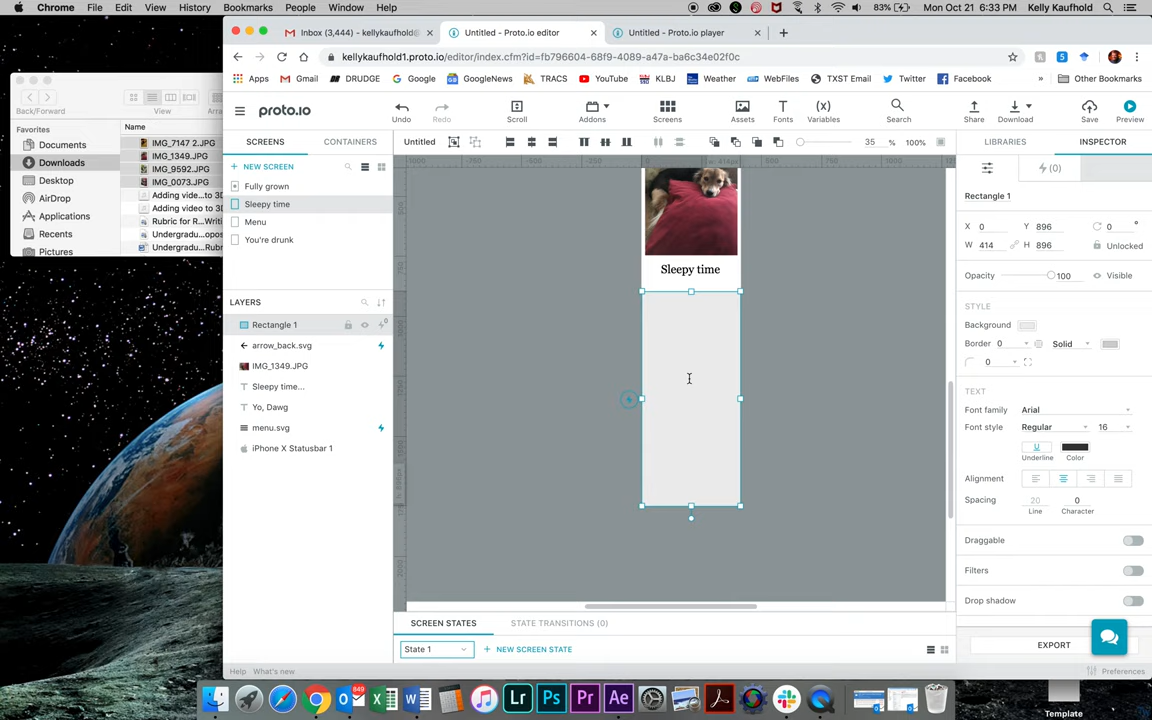 Chrome File Edit View History Bookmarks People Window Help
83% Mon Oct 21 6:33 PM Kelly Kaufhold
Inbox (3,444) - kellykaufhold
Untitled - Proto.io editor
Untitled - Proto.io player
kellykaufhold1.proto.io/editor/index.cfm?id=fb796604-68f9-4089-a47a-ba6c34e02f0c
Apps Gmail DRUDGE Google GoogleNews TRACS YouTube KLBJ Weather WebFiles TXST Email Twitter Facebook » Other Bookmarks
Back/Forward View
Favorites
Documents
Downloads
Desktop
AirDrop
Applications
Recents
Pictures
Name
IMG_7147 2.JPG
IMG_1349.JPG
IMG_9592.JPG
IMG_0073.JPG
Adding video to 3D
Adding video to 3D
Rubric for R...Writi
Undergradu...opos
Undergradu...Rubr
proto.io
Undo Redo Scroll Addons Screens Assets Fonts Variables Search Share Download Save Preview
SCREENS CONTAINERS
Untitled
35 % 100%
LIBRARIES INSPECTOR
+ NEW SCREEN
Fully grown
Sleepy time
Menu
You're drunk
LAYERS
Rectangle 1
arrow_back.svg
IMG_1349.JPG
Sleepy time...
Yo, Dawg
menu.svg
iPhone X Statusbar 1
Sleepy time
(0)
Rectangle 1
X 0 Y 896 0 °
W 414 H 896 Unlocked
Opacity 100 Visible
STYLE
Background
Border 0 Solid
0
TEXT
Font family Arial
Font style Regular 16
Underline Color
Alignment
Spacing 20 0
Line Character
Draggable
Filters
Drop shadow
EXPORT
SCREEN STATES STATE TRANSITIONS (0)
State 1 + NEW SCREEN STATE
Help What's new
Preferences
849
Lr Ps Pr Ae
Template